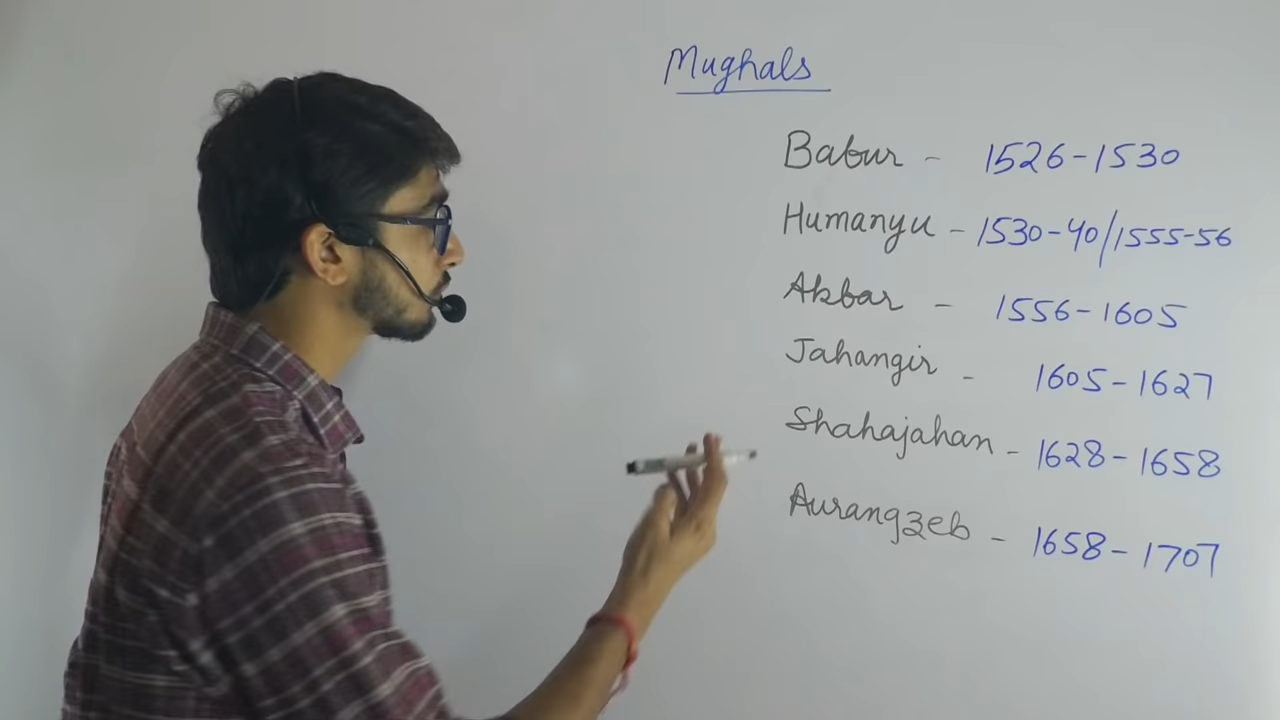 Mughals
Babur - 1526-1530
Humanyu - 1530-40/1555-56
Akbar - 1556-1605
Jahangir - 1605-1627
Shahajahan - 1628-1658
Aurangzeb - 1658-1707